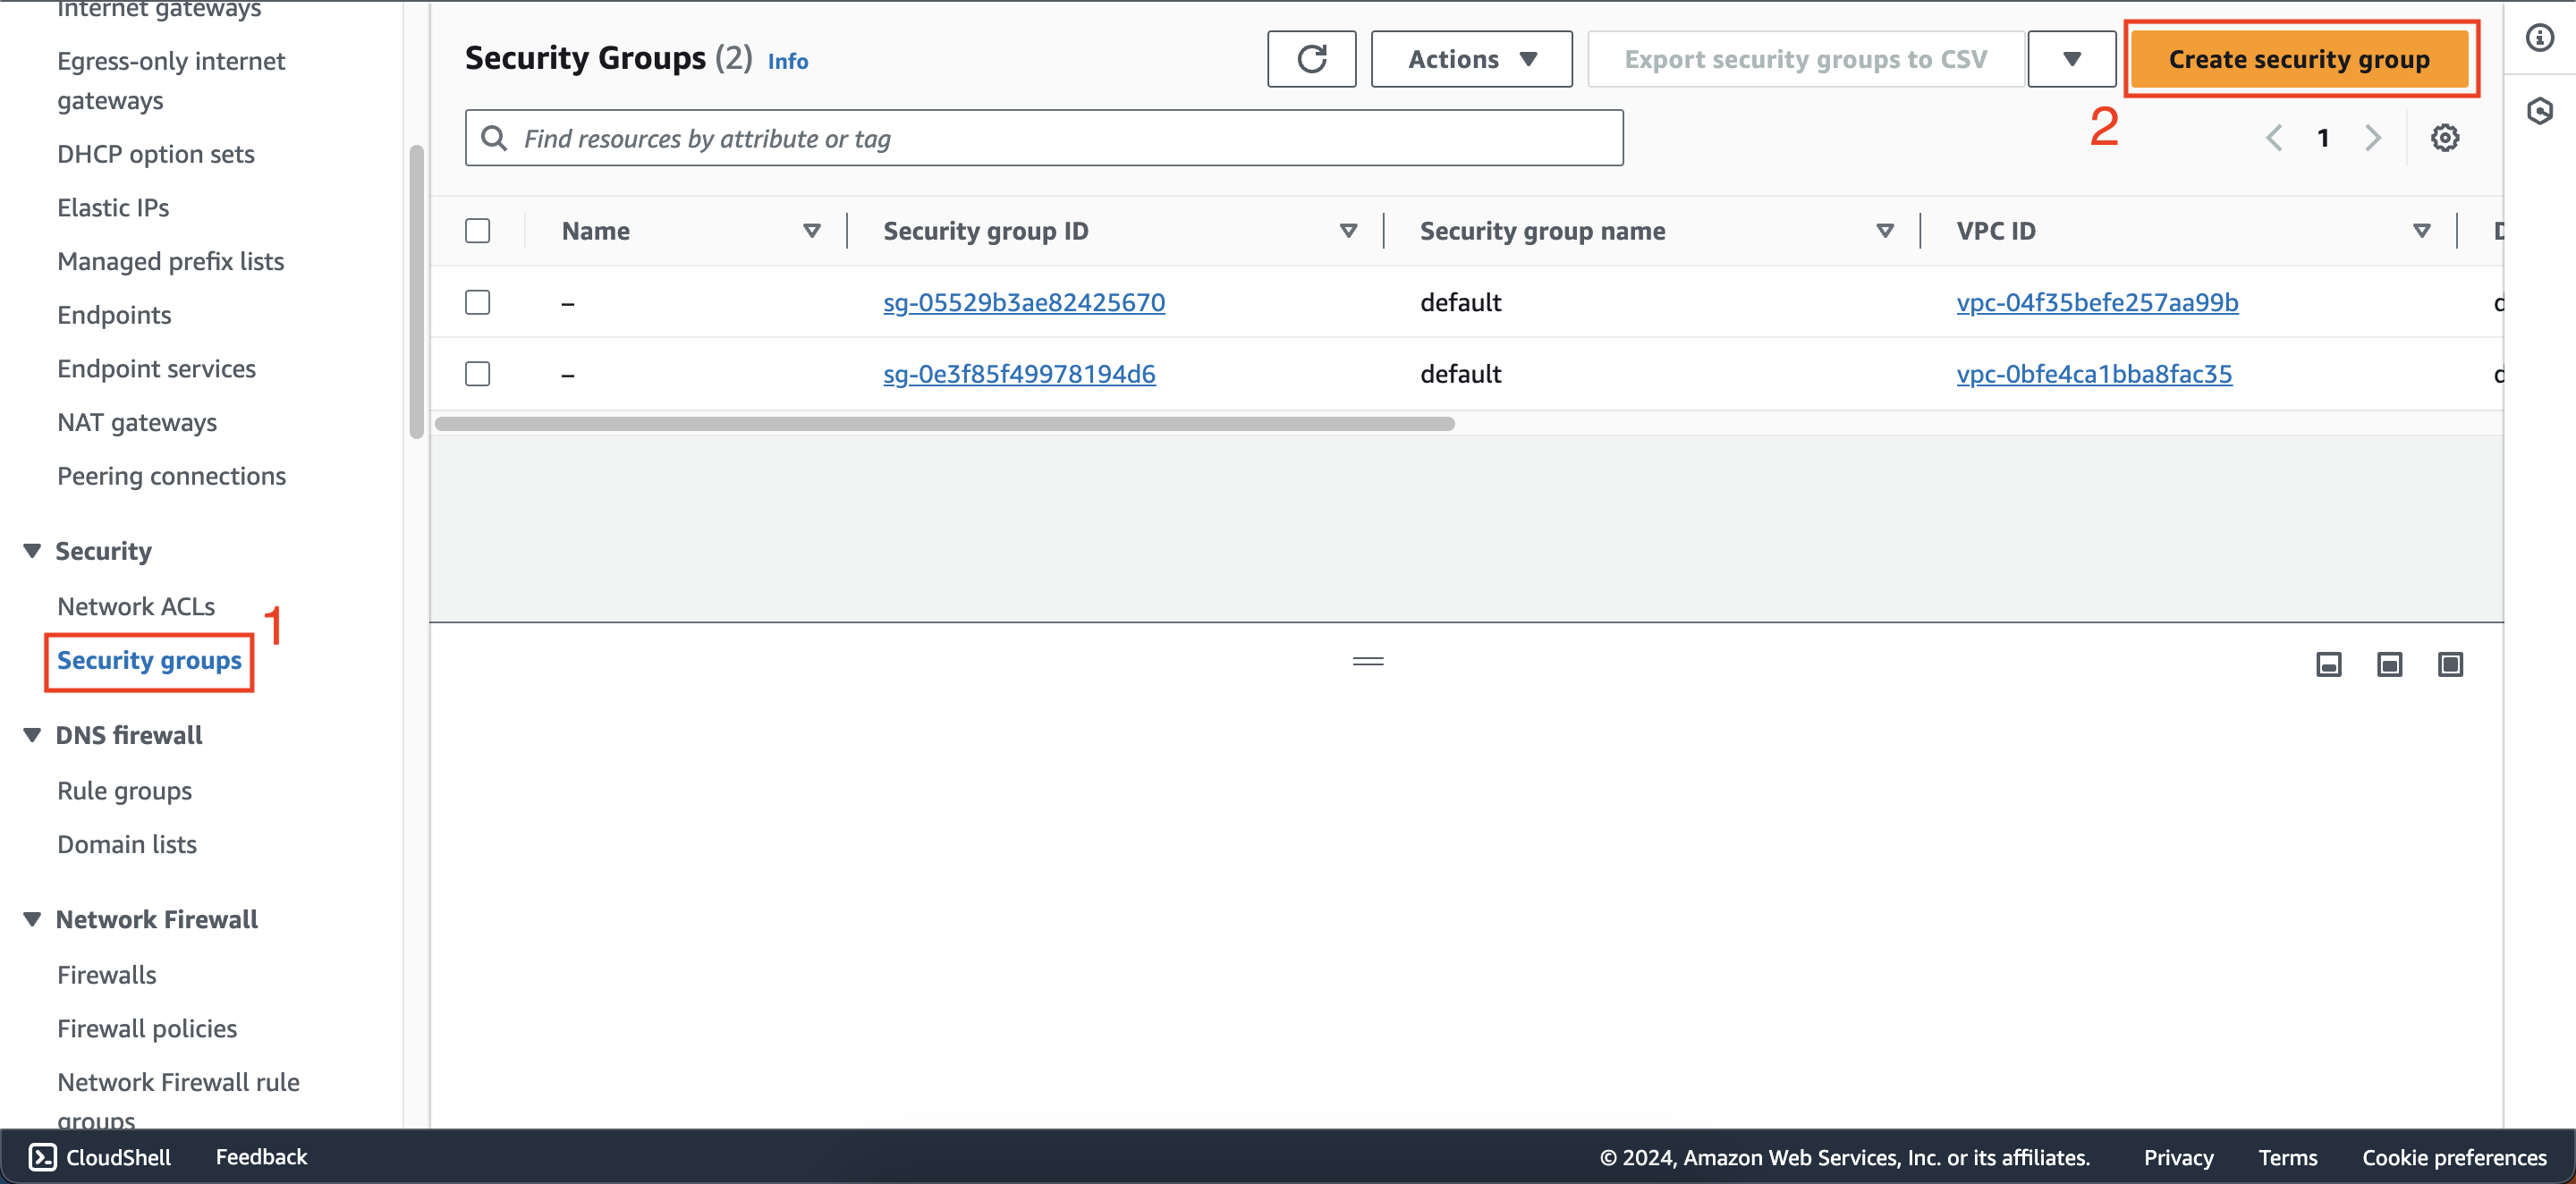 Internet gateways
Egress-only internet
gateways
DHCP option sets
Elastic IPs
Managed prefix lists
Endpoints
Endpoint services
NAT gateways
Peering connections
Security
Network ACLs
1
Security groups
DNS firewall
Rule groups
Domain lists
Network Firewall
Firewalls
Firewall policies
Network Firewall rule
groups
Security Groups (2) Info
Actions
Export security groups to CSV
Create security group
2
Find resources by attribute or tag
1
Name Security group ID Security group name VPC ID
– sg-05529b3ae82425670 default vpc-04f35befe257aa99b
– sg-0e3f85f49978194d6 default vpc-0bfe4ca1bba8fac35
CloudShell Feedback © 2024, Amazon Web Services, Inc. or its affiliates. Privacy Terms Cookie preferences